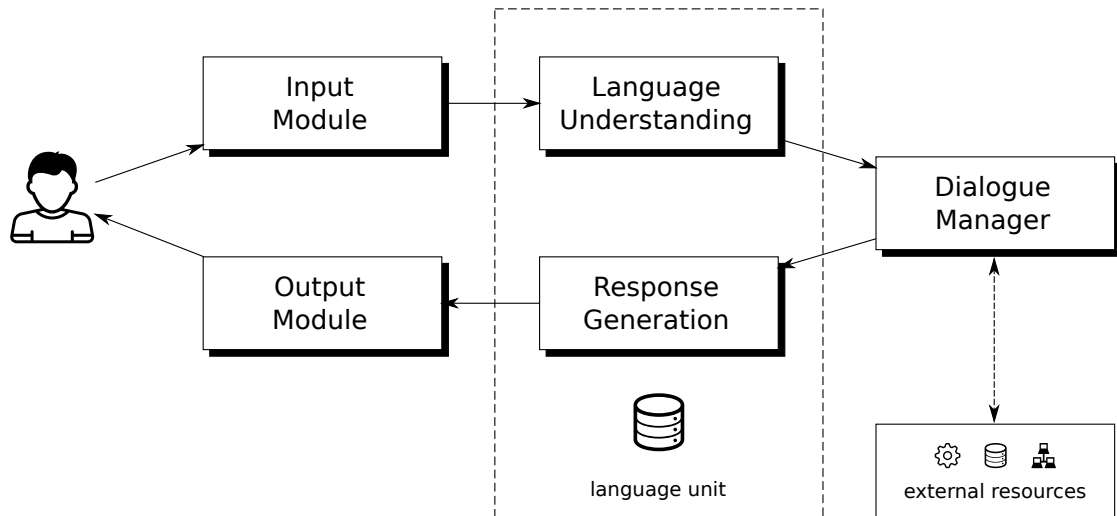 Input
Module
Language
Understanding
Dialogue
Manager
Output
Module
Response
Generation
language unit
external resources